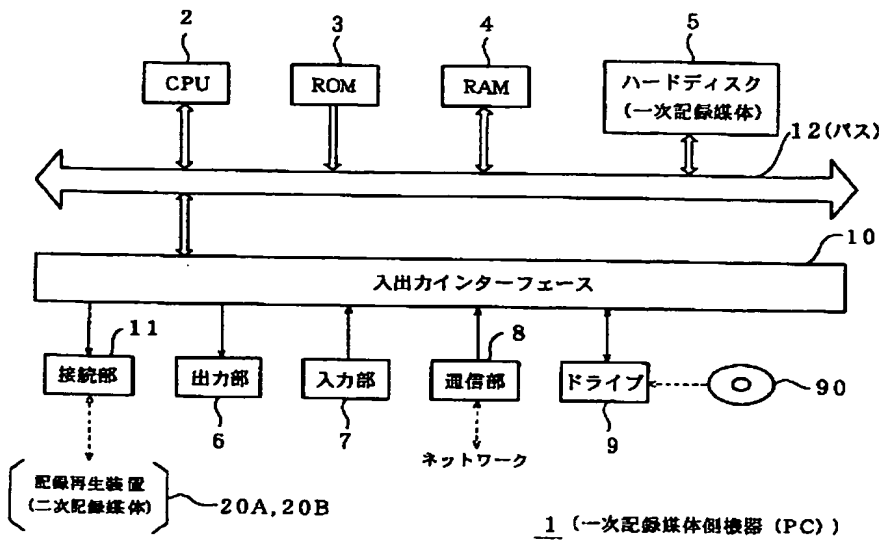 2
3
4
5
CPU
ROM
RAM
ハードディスク
(一次記録媒体)
12(バス)
10
入出力インターフェース
11
8
接続部
出力部
入力部
通信部
ドライブ
90
6
7
9
ネットワーク
記録再生装置
(二次記録媒体)
20A,20B
1 (一次記録媒体側機器(PC))